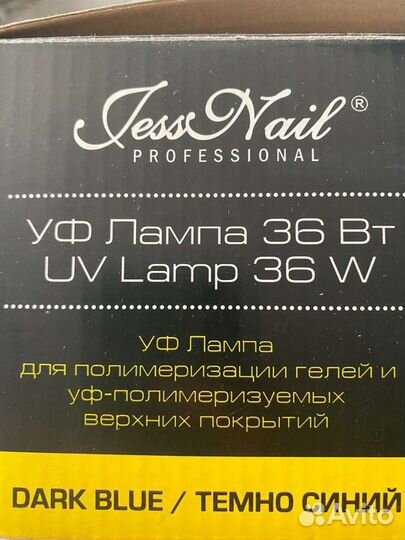 JessNail ®
PROFESSIONAL
УФ Лампа 36 Вт
UV Lamp 36 W
УФ Лампа
для полимеризации гелей и
уф-полимеризуемых
верхних покрытий
DARK BLUE / ТЕМНО СИНИЙ
Avito